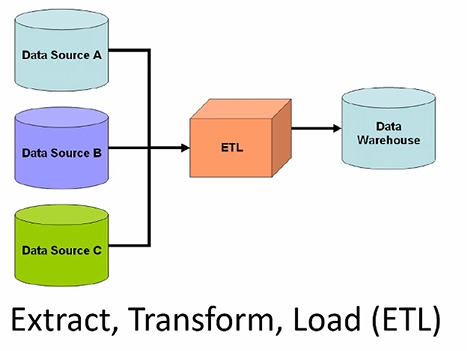 Data Source A
Data Source B
Data Source C
ETL
Data
Warehouse
Extract, Transform, Load (ETL)